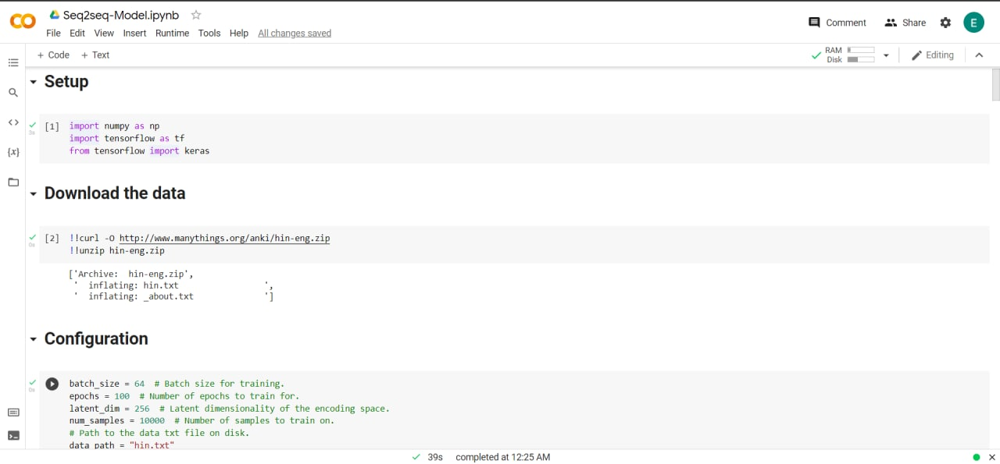 CO
Seq2seq-Model.ipynb
File Edit View Insert Runtime Tools Help All changes saved
Comment Share E
+ Code + Text
RAM
Disk
Editing
Setup
[1] import numpy as np
3s
import tensorflow as tf
from tensorflow import keras
{x}
Download the data
[2] !!curl -O http://www.manythings.org/anki/hin-eng.zip
0s
!!unzip hin-eng.zip
['Archive:  hin-eng.zip',
'  inflating: hin.txt                 ',
'  inflating: _about.txt              ']
Configuration
batch_size = 64  # Batch size for training.
0s
epochs = 100  # Number of epochs to train for.
latent_dim = 256  # Latent dimensionality of the encoding space.
num_samples = 10000  # Number of samples to train on.
# Path to the data txt file on disk.
data_path = "hin.txt"
39s completed at 12:25 AM